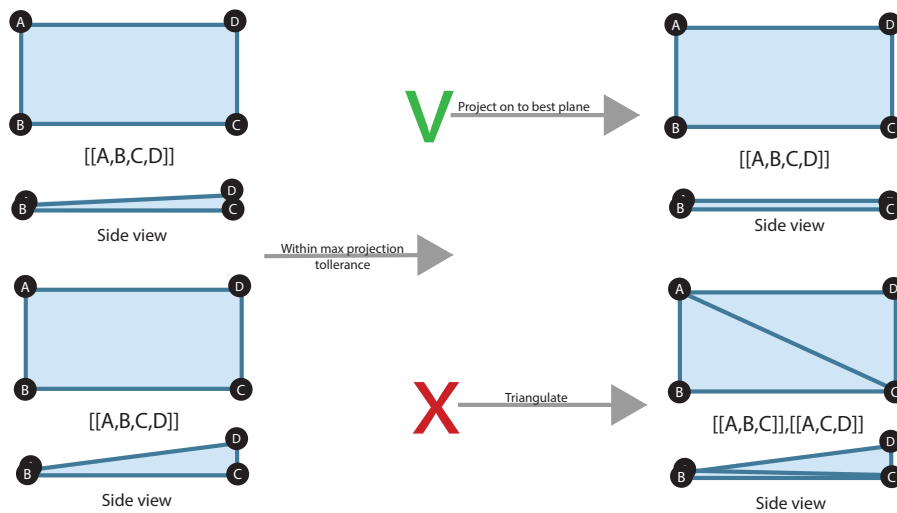 A
D
B
C
[[A,B,C,D]]
D
B
C
Side view
V
Project on to best plane
A
D
B
C
[[A,B,C,D]]
B
C
Side view
Within max projection
tollerance
A
D
B
C
[[A,B,C,D]]
D
B
C
Side view
X
Triangulate
A
D
B
C
[[A,B,C]],[[A,C,D]]
D
B
C
Side view